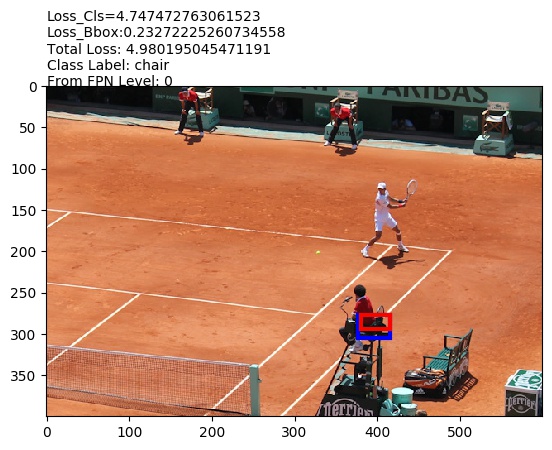 Loss_Cls=4.747472763061523
Loss_Bbox:0.23272225260734558
Total Loss: 4.980195045471191
Class Label: chair
From FPN Level: 0
PARIBAS
0
50
100
150
200
250
300
350
0
100
200
300
400
500
perrier